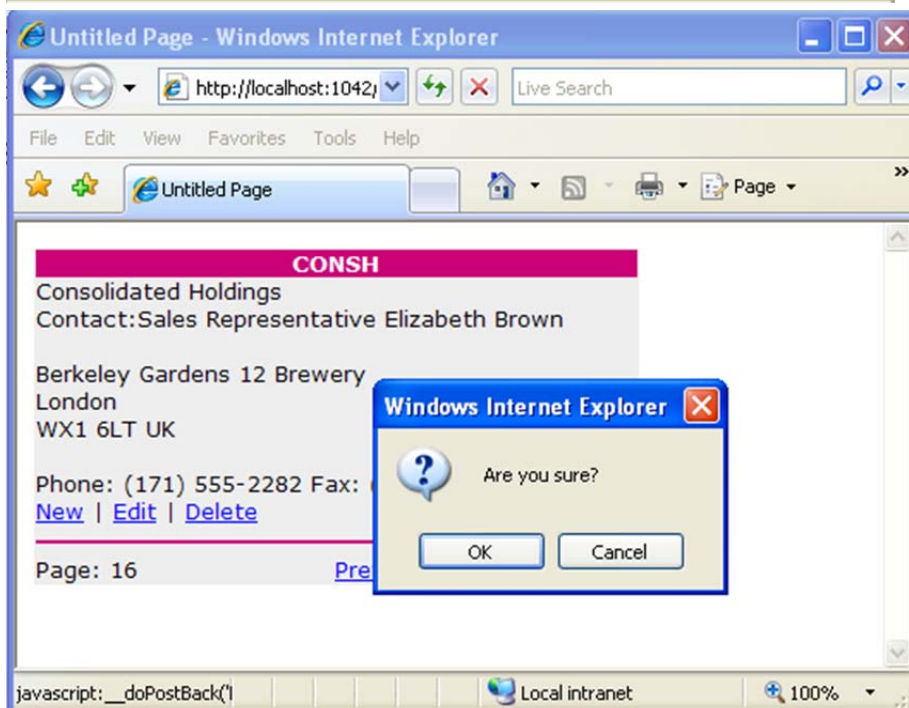 Untitled Page - Windows Internet Explorer
http://localhost:1042/
Live Search
File Edit View Favorites Tools Help
Untitled Page
Page
CONSH
Consolidated Holdings
Contact:Sales Representative Elizabeth Brown
Berkeley Gardens 12 Brewery
London
WX1 6LT UK
Phone: (171) 555-2282 Fax: (
New | Edit | Delete
Page: 16
Pre
Windows Internet Explorer
Are you sure?
OK
Cancel
javascript:__doPostBack('
Local intranet
100%